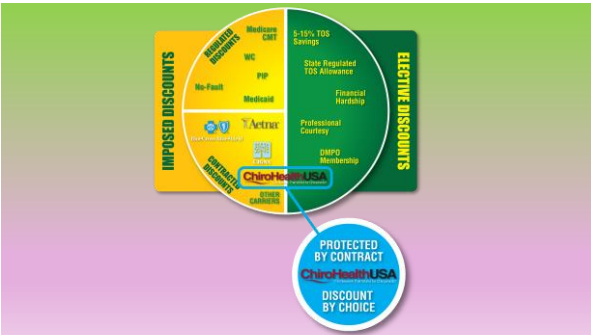 IMPOSED DISCOUNTS
REGULATED
DISCOUNTS
Medicare
CMT
WC
PIP
No-Fault
Medicaid
Aetna
CONTRACTED
DISCOUNTS
ChiroHealthUSA
OTHER
CARRIERS
5-15% TOS
Savings
State Regulated
TOS Allowance
Financial
Hardship
Professional
Courtesy
DMPO
Membership
ELECTIVE DISCOUNTS
PROTECTED
BY CONTRACT
ChiroHealthUSA
DISCOUNT
BY CHOICE